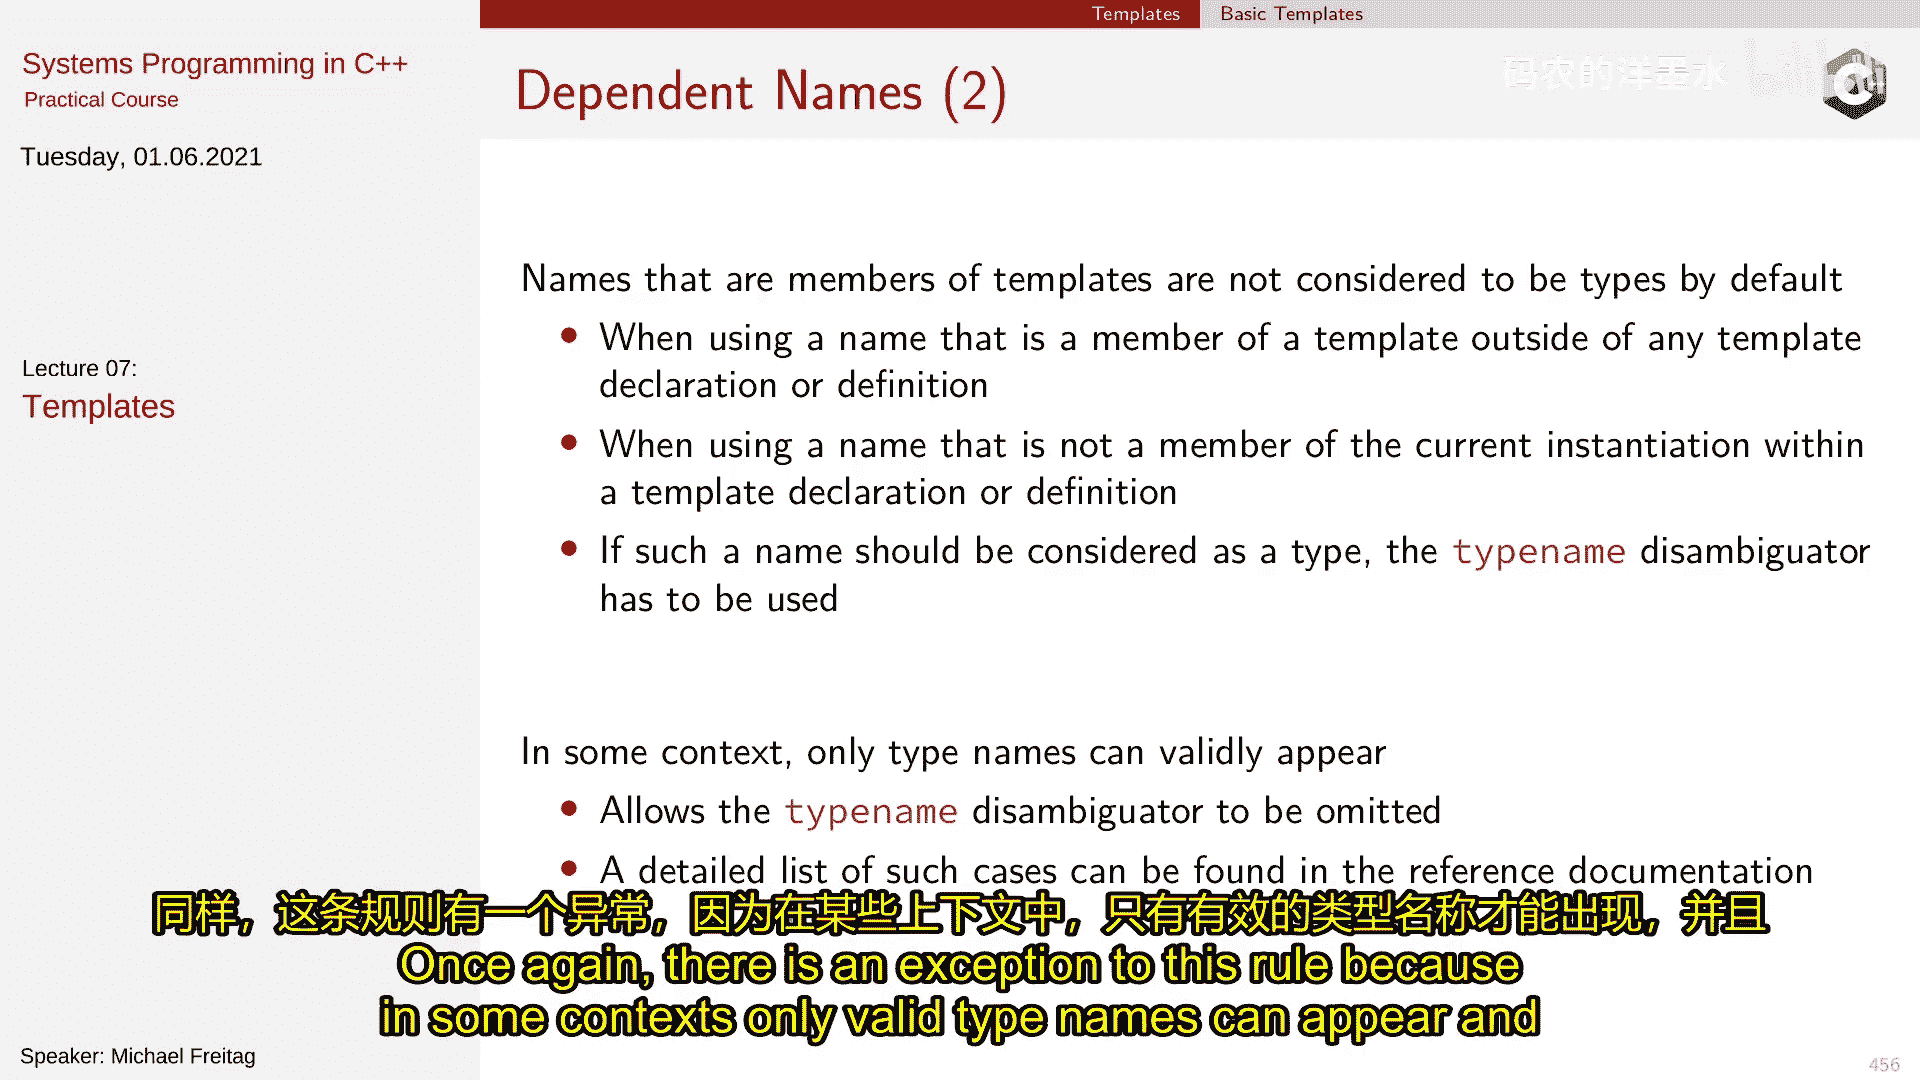 Templates
Basic Templates
Systems Programming in C++
Practical Course
Dependent Names (2)
码农的洋墨水
Tuesday, 01.06.2021
Names that are members of templates are not considered to be types by default
• When using a name that is a member of a template outside of any template
declaration or definition
Lecture 07:
Templates
• When using a name that is not a member of the current instantiation within
a template declaration or definition
• If such a name should be considered as a type, the typename disambiguator
has to be used
In some context, only type names can validly appear
• Allows the typename disambiguator to be omitted
• A detailed list of such cases can be found in the reference documentation
同样，这条规则有一个异常，因为在某些上下文中，只有有效的类型名称才能出现，并且
Once again, there is an exception to this rule because
in some contexts only valid type names can appear and
Speaker: Michael Freitag
456